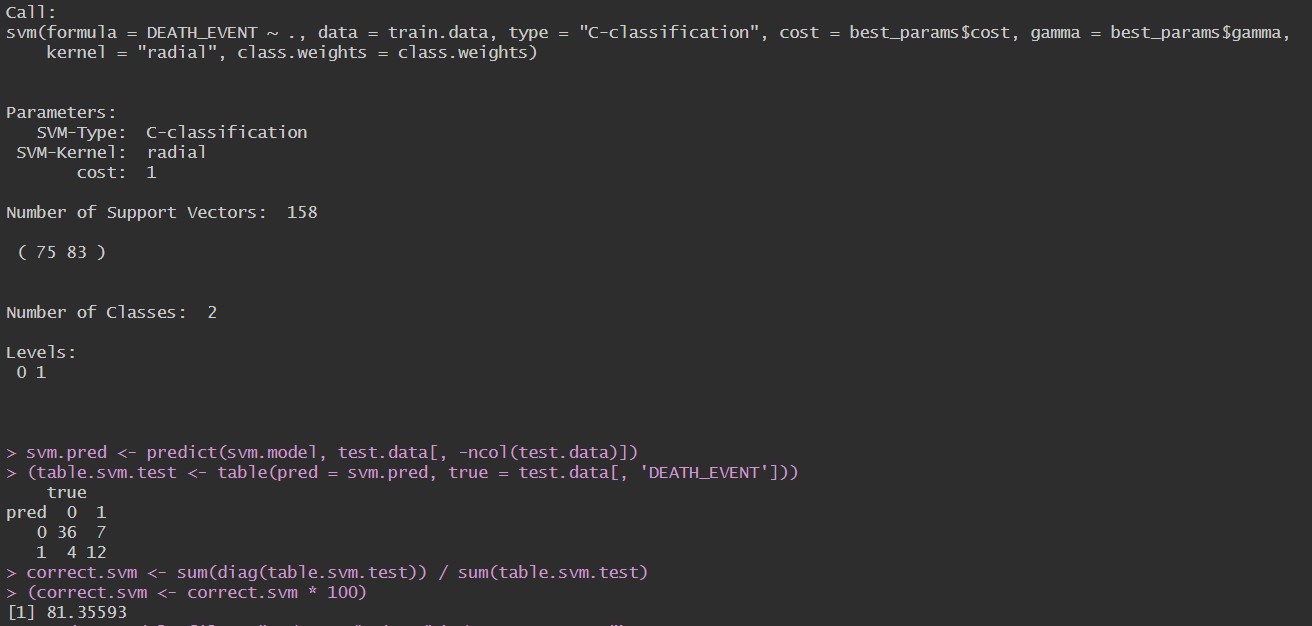 Call:
svm(formula = DEATH_EVENT ~ ., data = train.data, type = "C-classification", cost = best_params$cost, gamma = best_params$gamma,
    kernel = "radial", class.weights = class.weights)
Parameters:
   SVM-Type:  C-classification
 SVM-Kernel:  radial
       cost:  1
Number of Support Vectors:  158
 ( 75 83 )
Number of Classes:  2
Levels:
 0 1
> svm.pred <- predict(svm.model, test.data[, -ncol(test.data)])
> (table.svm.test <- table(pred = svm.pred, true = test.data[, 'DEATH_EVENT']))
    true
pred  0  1
   0 36  7
   1  4 12
> correct.svm <- sum(diag(table.svm.test)) / sum(table.svm.test)
> (correct.svm <- correct.svm * 100)
[1] 81.35593